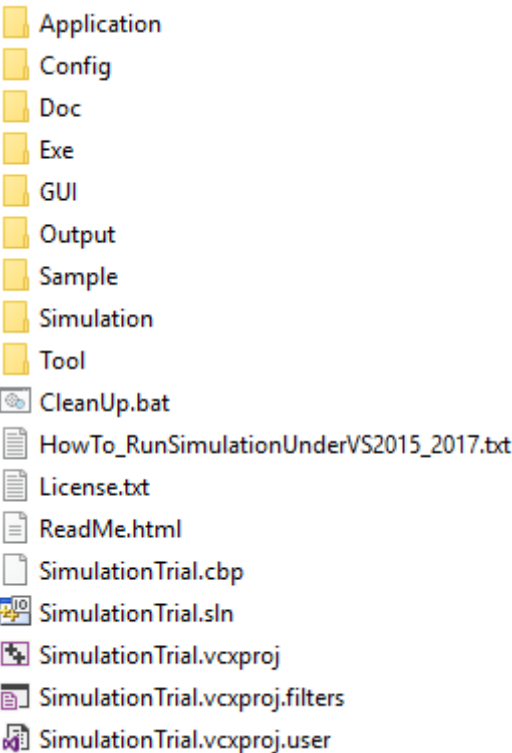 Application
Config
Doc
Exe
GUI
Output
Sample
Simulation
Tool
CleanUp.bat
HowTo_RunSimulationUnderVS2015_2017.txt
License.txt
ReadMe.html
SimulationTrial.cbp
SimulationTrial.sln
SimulationTrial.vcxproj
SimulationTrial.vcxproj.filters
SimulationTrial.vcxproj.user